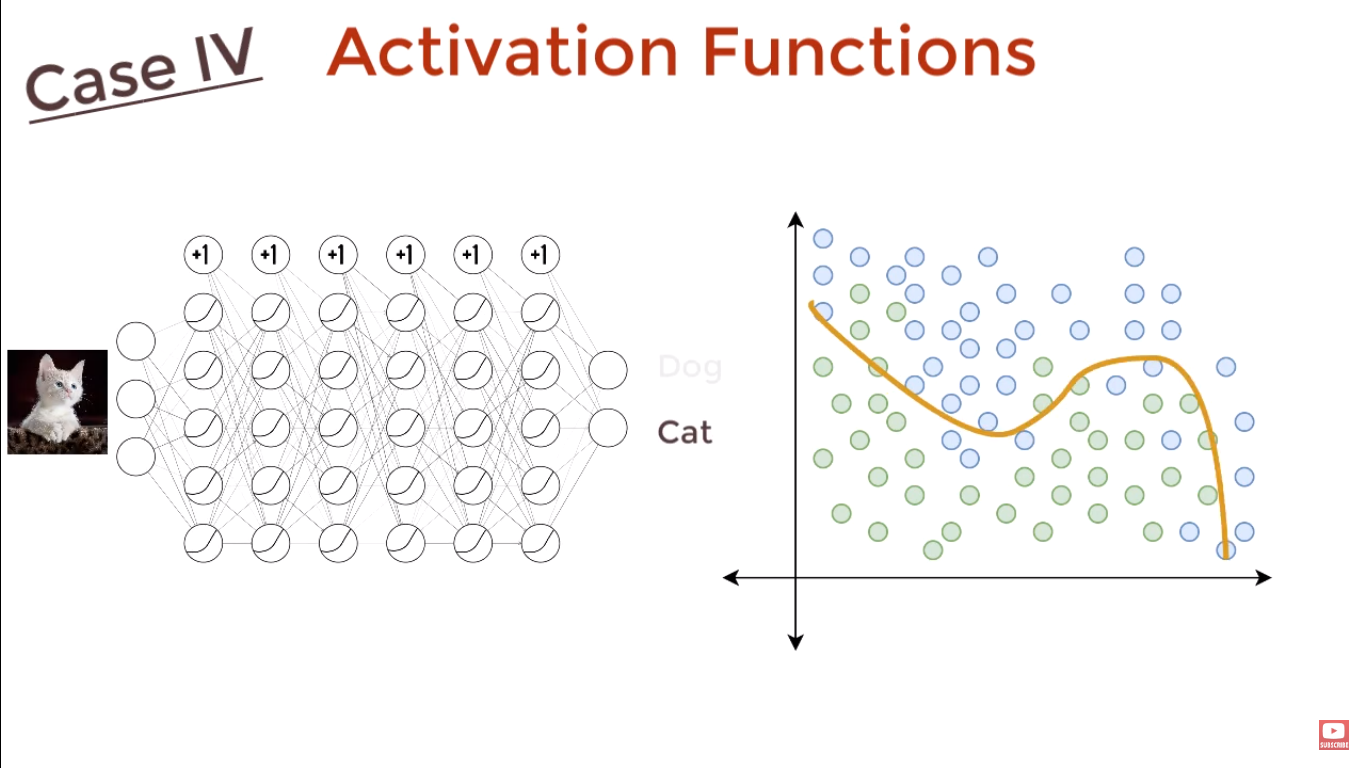 Case IV
Activation Functions
+1 +1 +1 +1 +1 +1
Dog
Cat
SUBSCRIBE